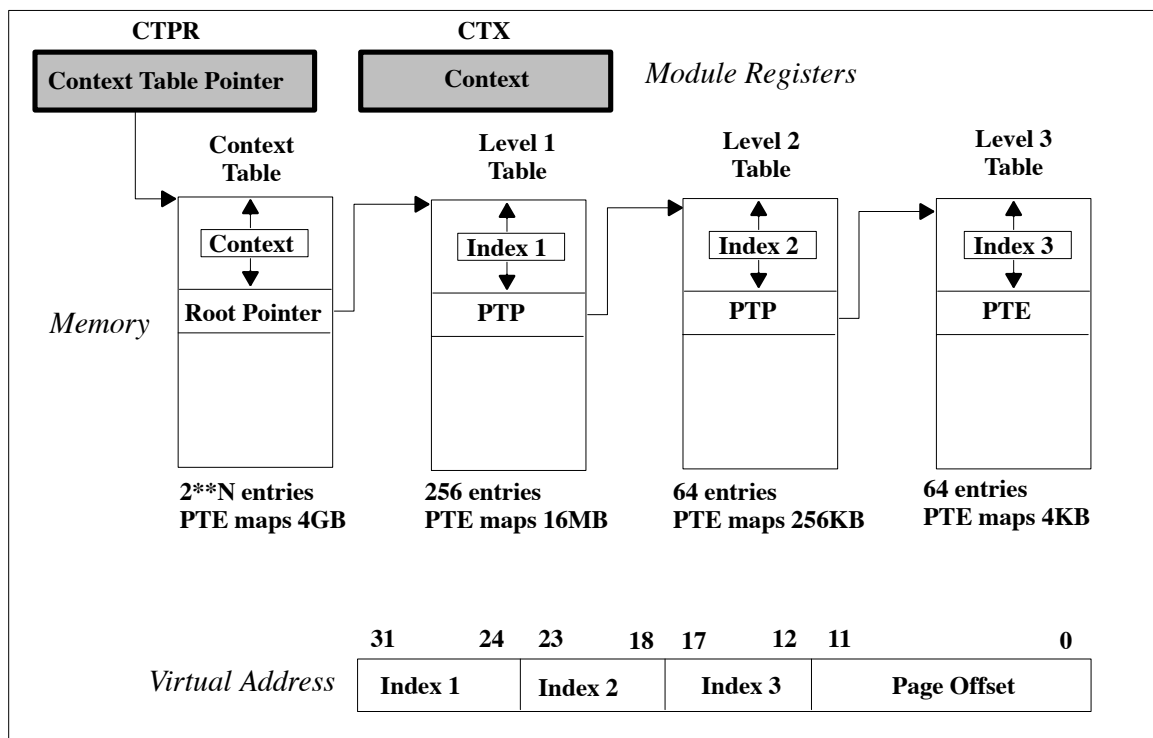 CTPR
CTX
Context Table Pointer
Context
Module Registers
Context
Table
Level 1
Table
Level 2
Table
Level 3
Table
Context
Index 1
Index 2
Index 3
Memory
Root Pointer
PTP
PTP
PTE
2**N entries
PTE maps 4GB
256 entries
PTE maps 16MB
64 entries
PTE maps 256KB
64 entries
PTE maps 4KB
31 24 23 18 17 12 11 0
Virtual Address
Index 1
Index 2
Index 3
Page Offset